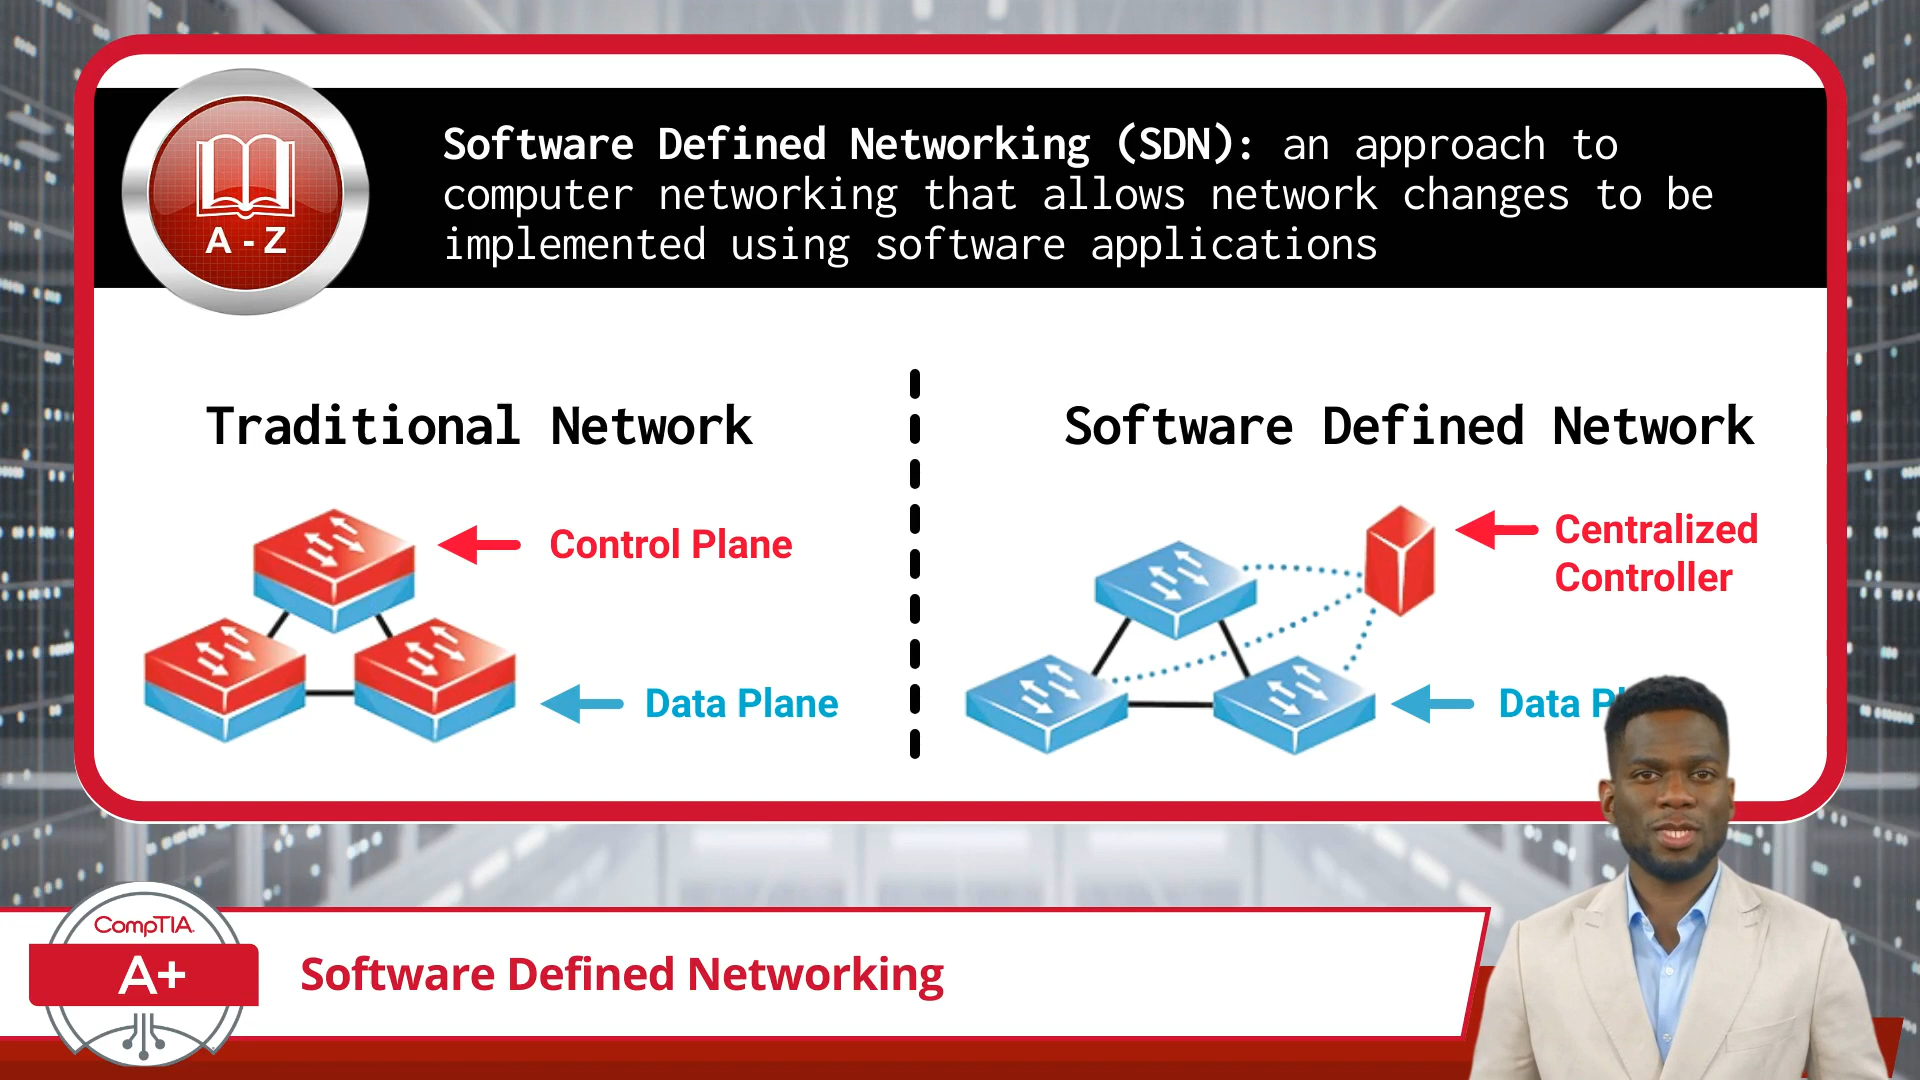 Software Defined Networking (SDN): an approach to
computer networking that allows network changes to be
implemented using software applications
A - Z
Traditional Network
Software Defined Network
Control Plane
Data Plane
Centralized
Controller
Data
CompTIA
A+
Software Defined Networking